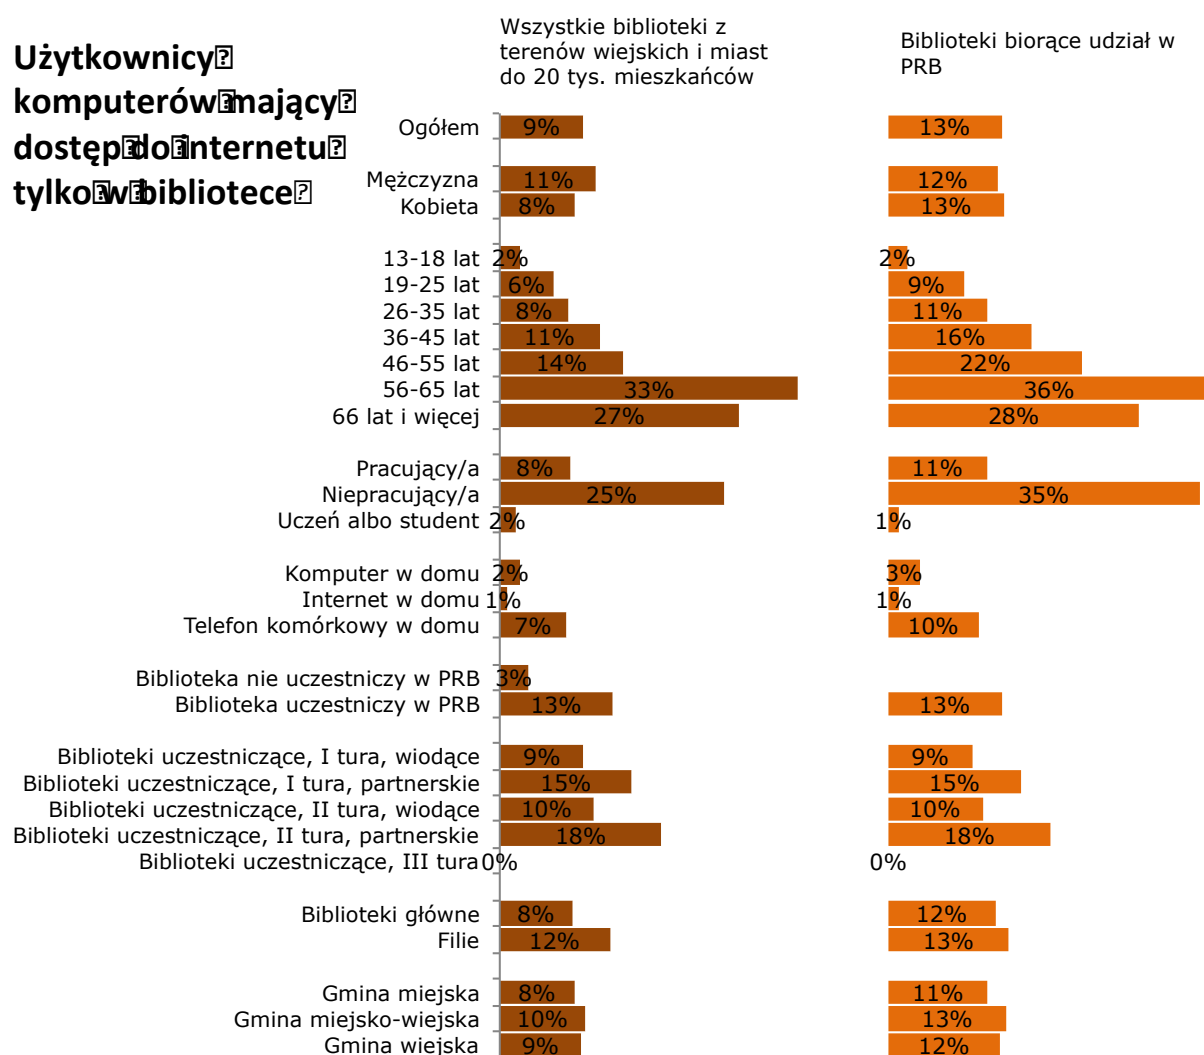 Użytkownicy
komputerów mający
dostęp do internetu
tylko w bibliotece
Wszystkie biblioteki z
terenów wiejskich i miast
do 20 tys. mieszkańców
Biblioteki biorące udział w
PRB
Ogółem 9% 13%
Mężczyzna 11% 12%
Kobieta 8% 13%
13-18 lat 2% 2%
19-25 lat 6% 9%
26-35 lat 8% 11%
36-45 lat 11% 16%
46-55 lat 14% 22%
56-65 lat 33% 36%
66 lat i więcej 27% 28%
Pracujący/a 8% 11%
Niepracujący/a 25% 35%
Uczeń albo student 2% 1%
Komputer w domu 2% 3%
Internet w domu 1% 1%
Telefon komórkowy w domu 7% 10%
Biblioteka nie uczestniczy w PRB 3%
Biblioteka uczestniczy w PRB 13% 13%
Biblioteki uczestniczące, I tura, wiodące 9% 9%
Biblioteki uczestniczące, I tura, partnerskie 15% 15%
Biblioteki uczestniczące, II tura, wiodące 10% 10%
Biblioteki uczestniczące, II tura, partnerskie 18% 18%
Biblioteki uczestniczące, III tura 0% 0%
Biblioteki główne 8% 12%
Filie 12% 13%
Gmina miejska 8% 11%
Gmina miejsko-wiejska 10% 13%
Gmina wiejska 9% 12%